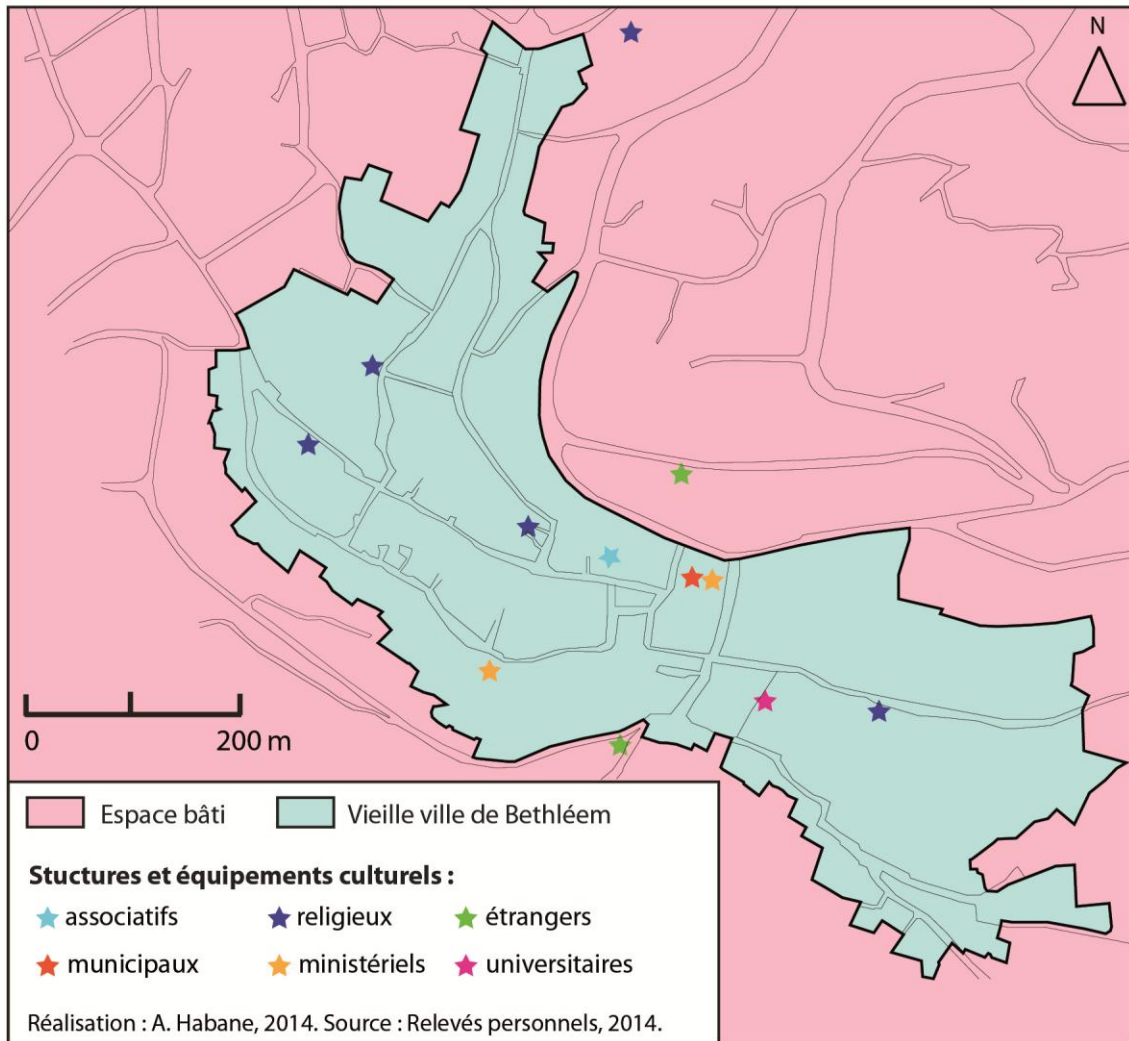 N
0 200 m
Espace bâti Vieille ville de Bethléem
Stuctures et équipements culturels :
associatifs religieux étrangers
municipaux ministériels universitaires
Réalisation : A. Habane, 2014. Source : Relevés personnels, 2014.